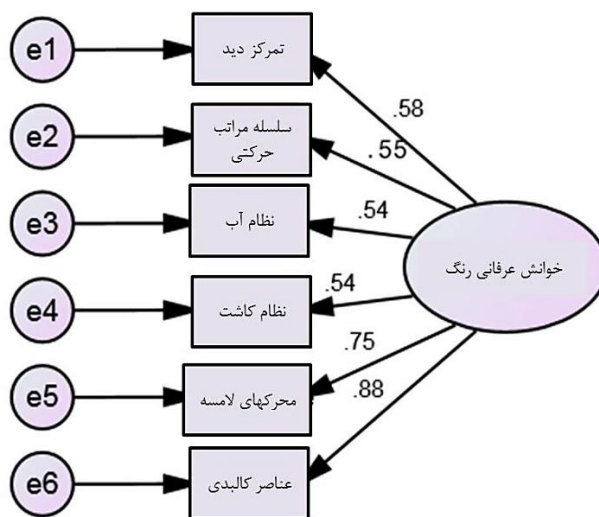 e1
تمرکز دید
.58
e2
سلسله مراتب
حرکتی
.55
e3
نظام آب
.54
خوانش عرفانی رنگ
e4
نظام کاشت
.54
e5
محرکهای لامسه
.75
e6
عناصر کالبدی
.88